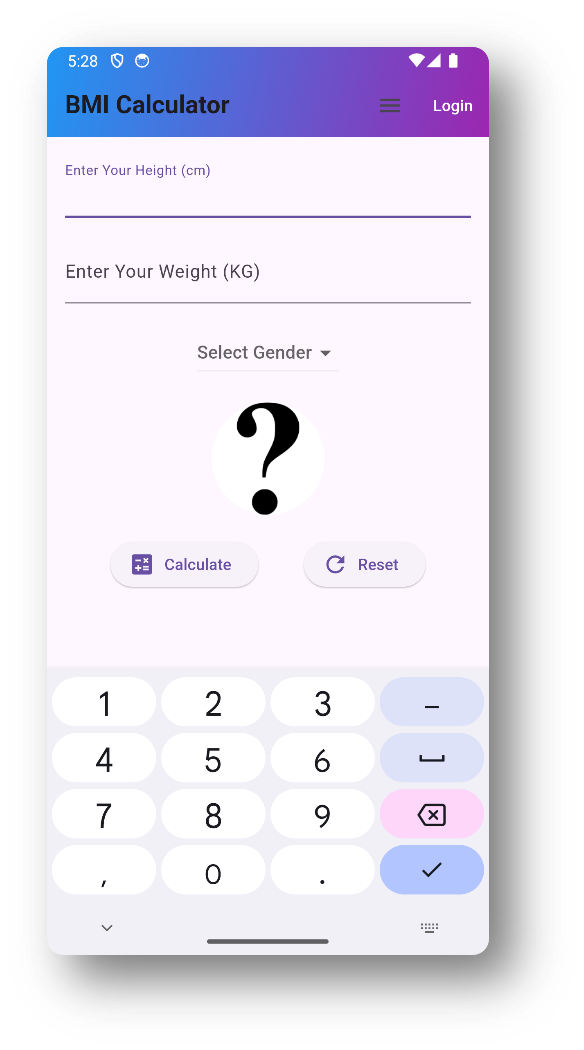 5:28
BMI Calculator
Login
Enter Your Height (cm)
Enter Your Weight (KG)
Select Gender
?
Calculate
Reset
1 2 3 –
4 5 6
7 8 9
, 0 .